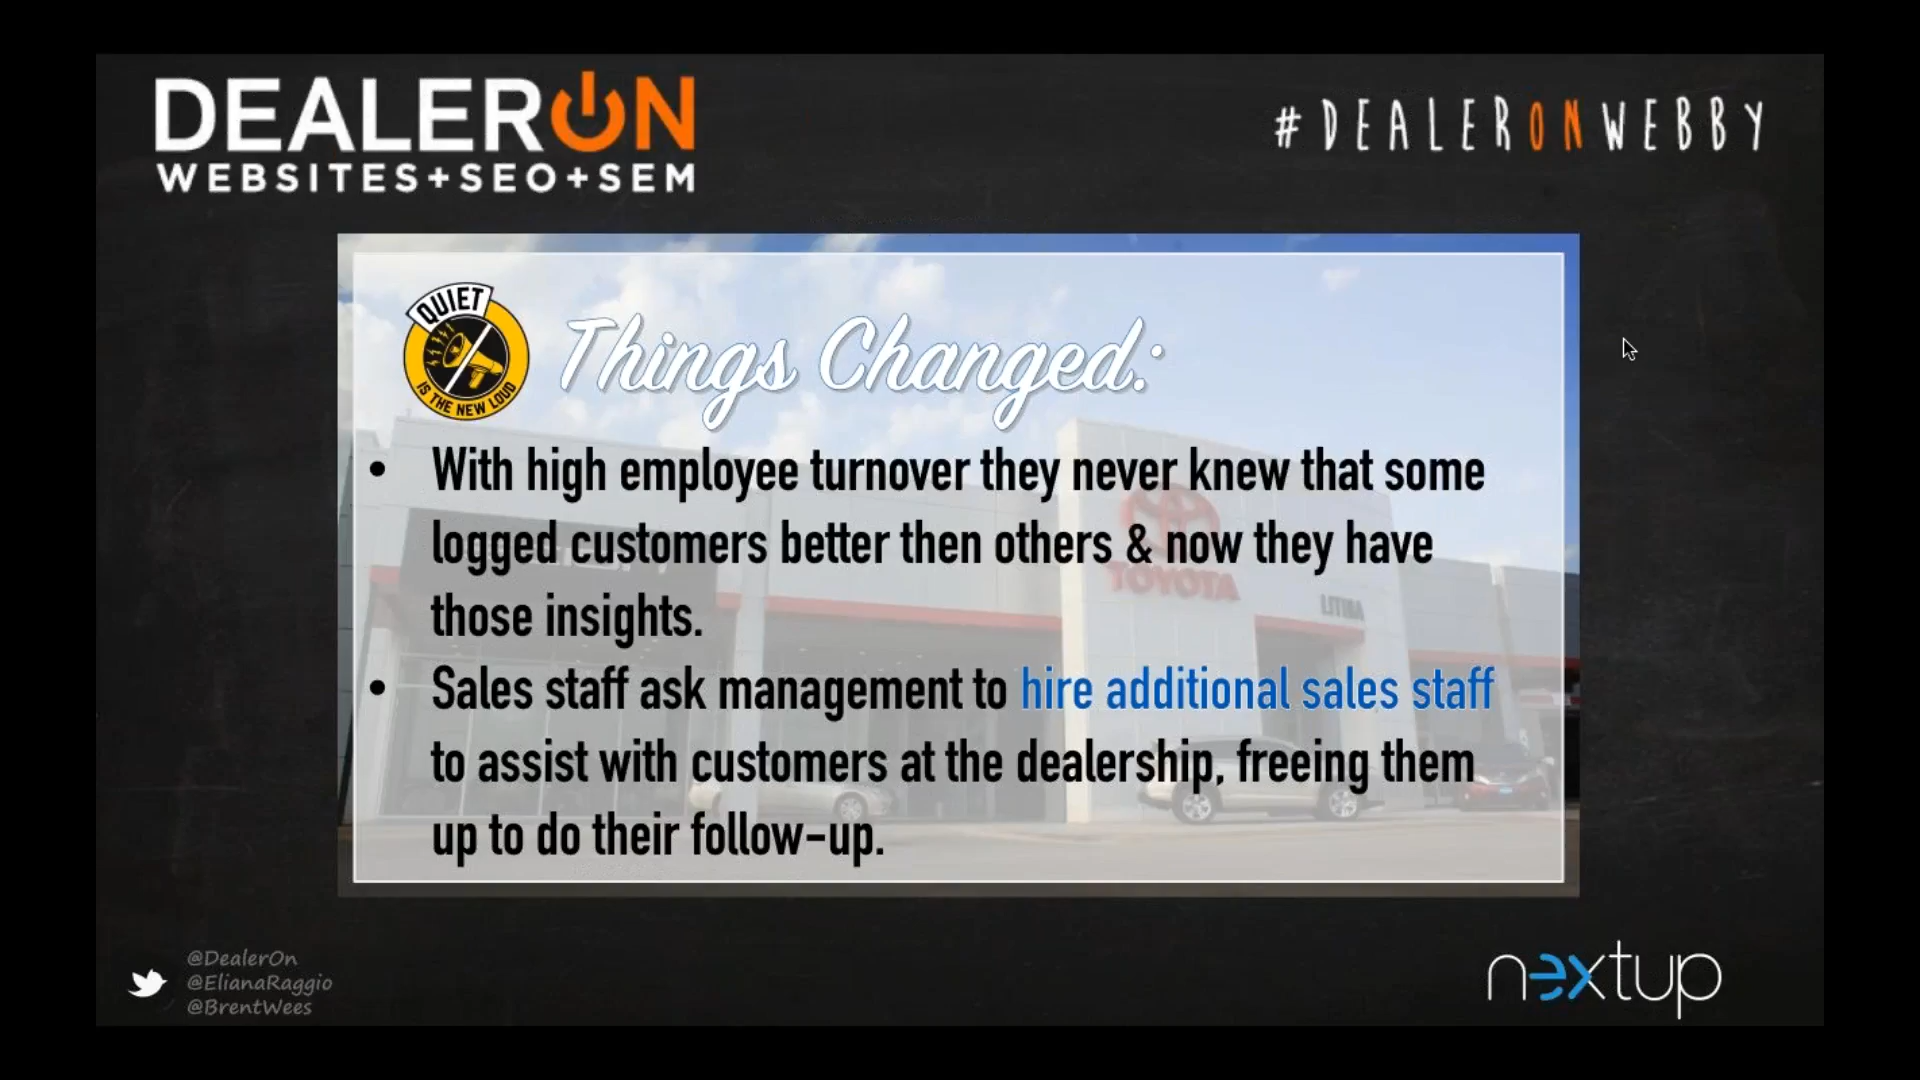 DEALERON
WEBSITES+SEO+SEM
#DEALERONWEBBY
QUIET
IS THE NEW LOUD
Things Changed:
• With high employee turnover they never knew that some
logged customers better then others & now they have
those insights.
• Sales staff ask management to hire additional sales staff
to assist with customers at the dealership, freeing them
up to do their follow-up.
TOYOTA
LITHIA
@DealerOn
@ElianaRaggio
@BrentWees
nextup